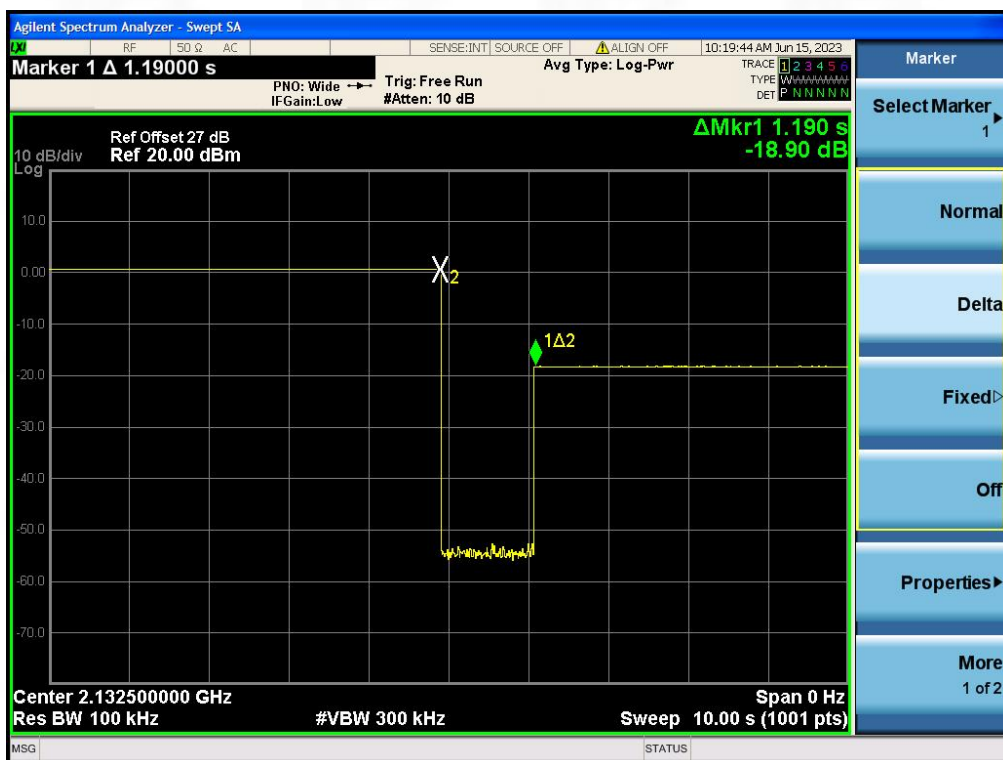 Agilent Spectrum Analyzer - Swept SA
LXI RF 50 Ω AC SENSE:INT SOURCE OFF ALIGN OFF 10:19:44 AM Jun 15, 2023
Marker 1 Δ 1.19000 s
PNO: Wide
IFGain:Low
Trig: Free Run
#Atten: 10 dB
Avg Type: Log-Pwr
TRACE 1 2 3 4 5 6
TYPE WWWWWW
DET P N N N N N
ΔMkr1 1.190 s
-18.90 dB
Ref Offset 27 dB
10 dB/div Ref 20.00 dBm
Log
10.0
0.00
-10.0
-20.0
-30.0
-40.0
-50.0
-60.0
-70.0
2
1Δ2
Center 2.132500000 GHz Span 0 Hz
Res BW 100 kHz #VBW 300 kHz Sweep 10.00 s (1001 pts)
MSG STATUS
Marker
Select Marker
1
Normal
Delta
Fixed
Off
Properties
More
1 of 2